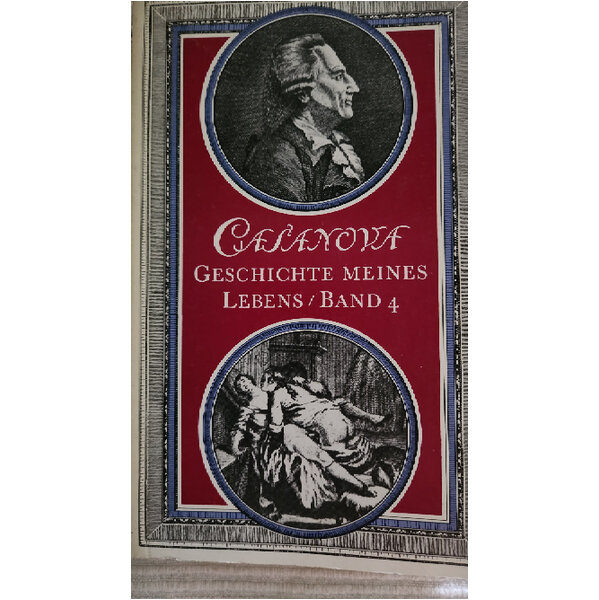 CASANOVA
GESCHICHTE MEINES
LEBENS / BAND 4